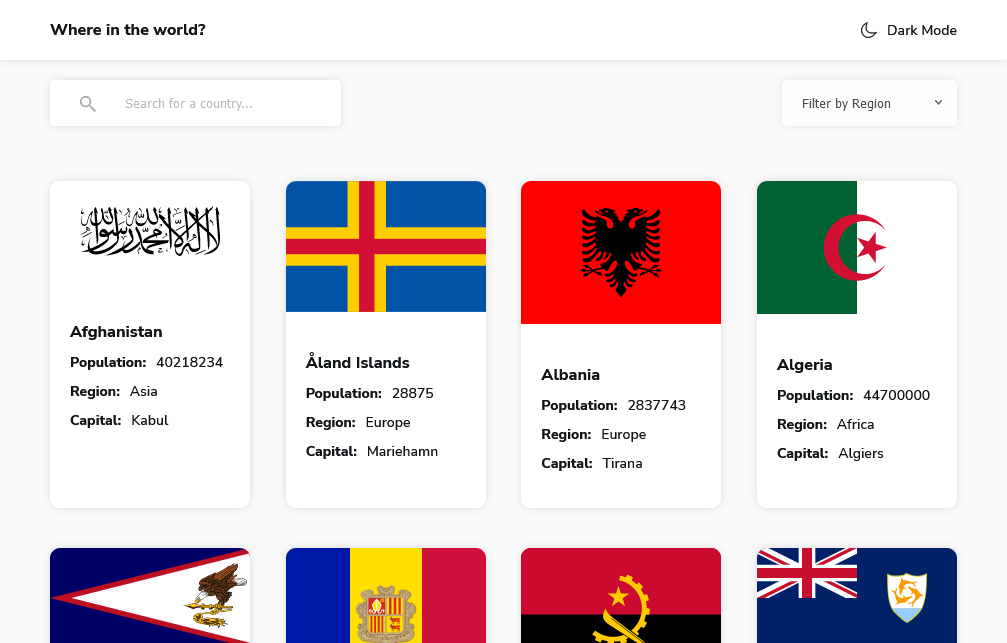 Where in the world?
Dark Mode
Search for a country...
Filter by Region
لا إله إلا الله محمد رسول الله
Afghanistan
Population: 40218234
Region: Asia
Capital: Kabul
Åland Islands
Population: 28875
Region: Europe
Capital: Mariehamn
Albania
Population: 2837743
Region: Europe
Capital: Tirana
Algeria
Population: 44700000
Region: Africa
Capital: Algiers